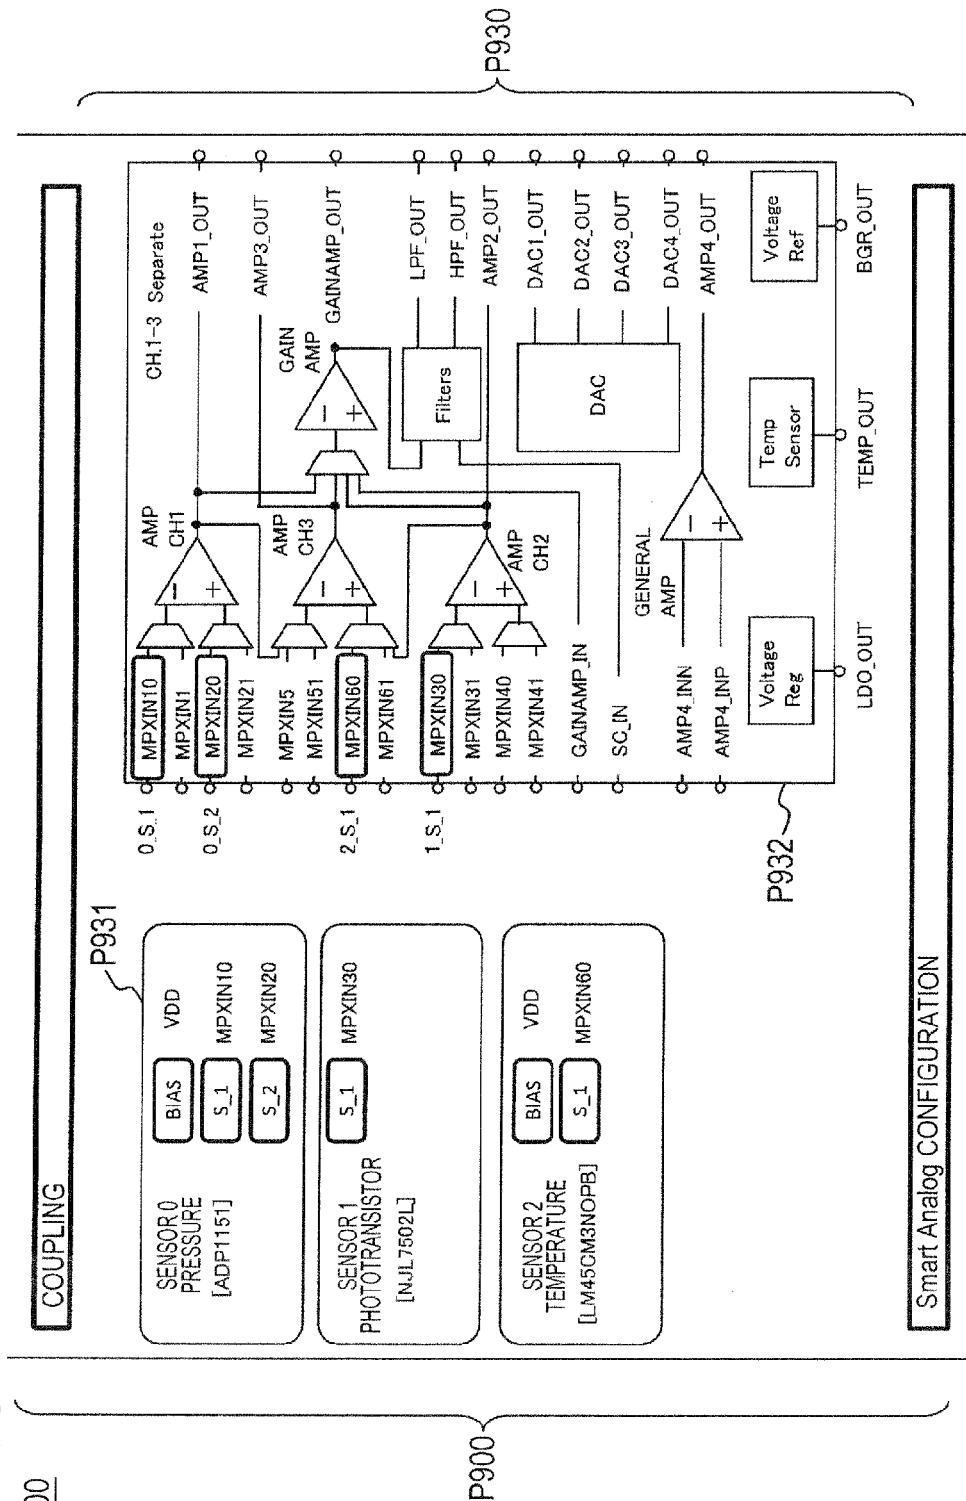 00
P900
COUPLING
P931
SENSOR 0
PRESSURE
[ADP1151]
BIAS VDD
S_1 MPXIN10
S_2 MPXIN20
SENSOR 1
PHOTOTRANSISTOR
[NJL7502L]
S_1 MPXIN30
SENSOR 2
TEMPERATURE
[LM45CM3NOPB]
BIAS VDD
S_1 MPXIN60
P932
0_S_1
0_S_2
2_S_1
1_S_1
MPXIN10
MPXIN1
MPXIN20
MPXIN21
MPXIN5
MPXIN51
MPXIN60
MPXIN61
MPXIN30
MPXIN31
MPXIN40
MPXIN41
GAINAMP_IN
SC_IN
AMP4_INN
AMP4_INP
AMP
CH1
− +
AMP
CH3
− +
AMP
CH2
− +
GENERAL
AMP
− +
GAIN
AMP
− +
Filters
DAC
CH.1-3 Separate
AMP1_OUT
AMP3_OUT
GAINAMP_OUT
LPF_OUT
HPF_OUT
AMP2_OUT
DAC1_OUT
DAC2_OUT
DAC3_OUT
DAC4_OUT
AMP4_OUT
Voltage
Reg
Temp
Sensor
Voltage
Ref
LDO_OUT
TEMP_OUT
BGR_OUT
Smart Analog CONFIGURATION
P930